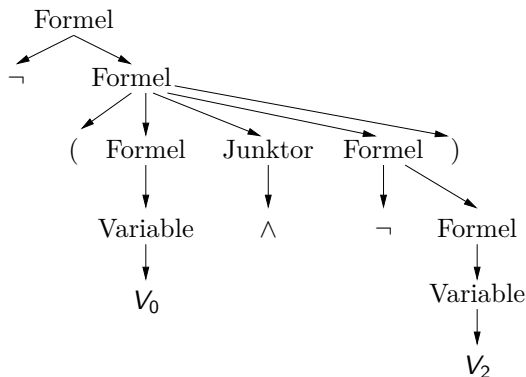 Formel
¬ Formel
( Formel Junktor Formel )
Variable ∧ ¬ Formel
V₀ Variable
V₂